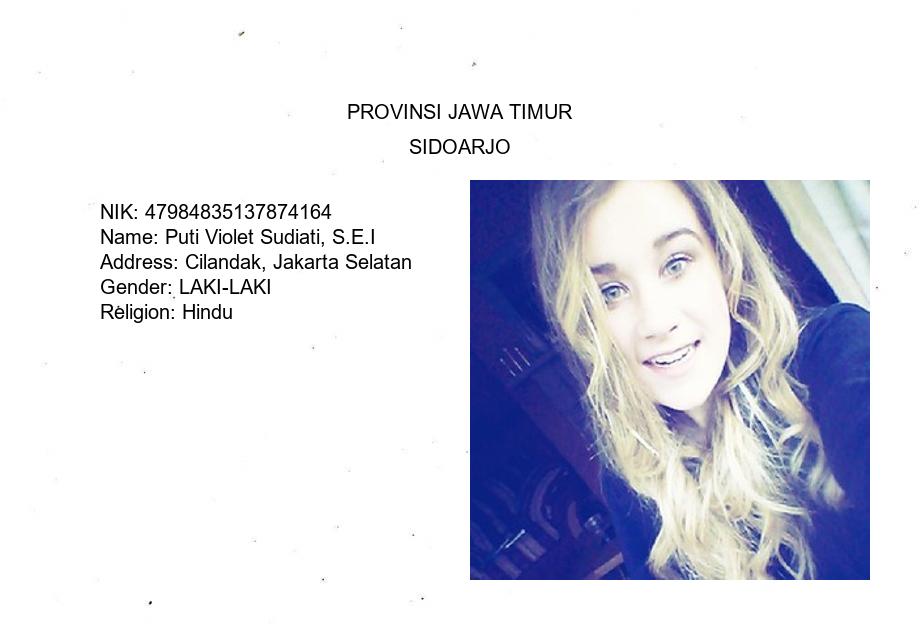 PROVINSI JAWA TIMUR
SIDOARJO
NIK: 47984835137874164
Name: Puti Violet Sudiati, S.E.I
Address: Cilandak, Jakarta Selatan
Gender: LAKI-LAKI
Religion: Hindu